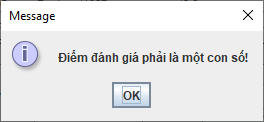 Message
Điểm đánh giá phải là một con số!
OK